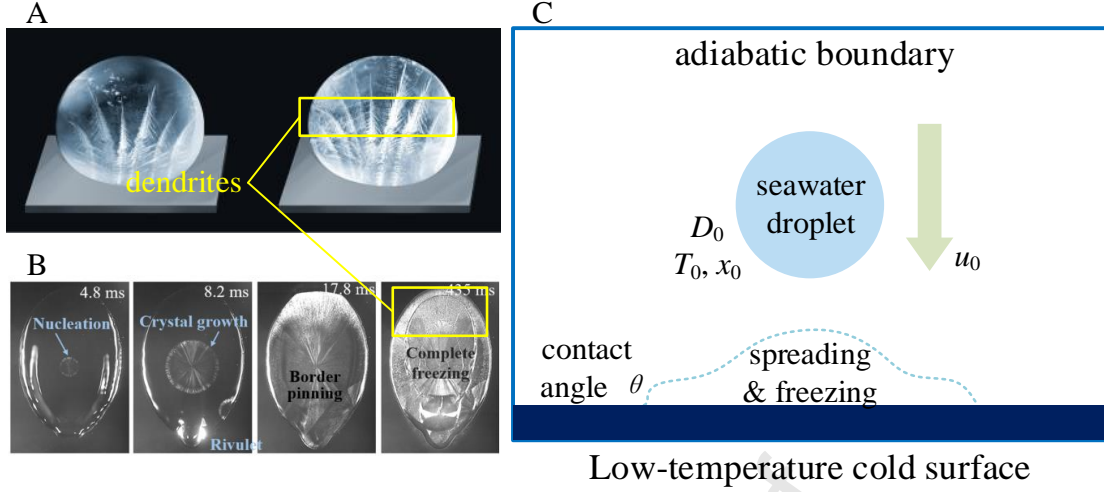 A
dendrites
B
4.8 ms
Nucleation
8.2 ms
Crystal growth
Rivulet
17.8 ms
Border
pinning
435 ms
Complete
freezing
C
adiabatic boundary
seawater
droplet
D0
T0, x0
u0
contact
angle θ
spreading
& freezing
Low-temperature cold surface